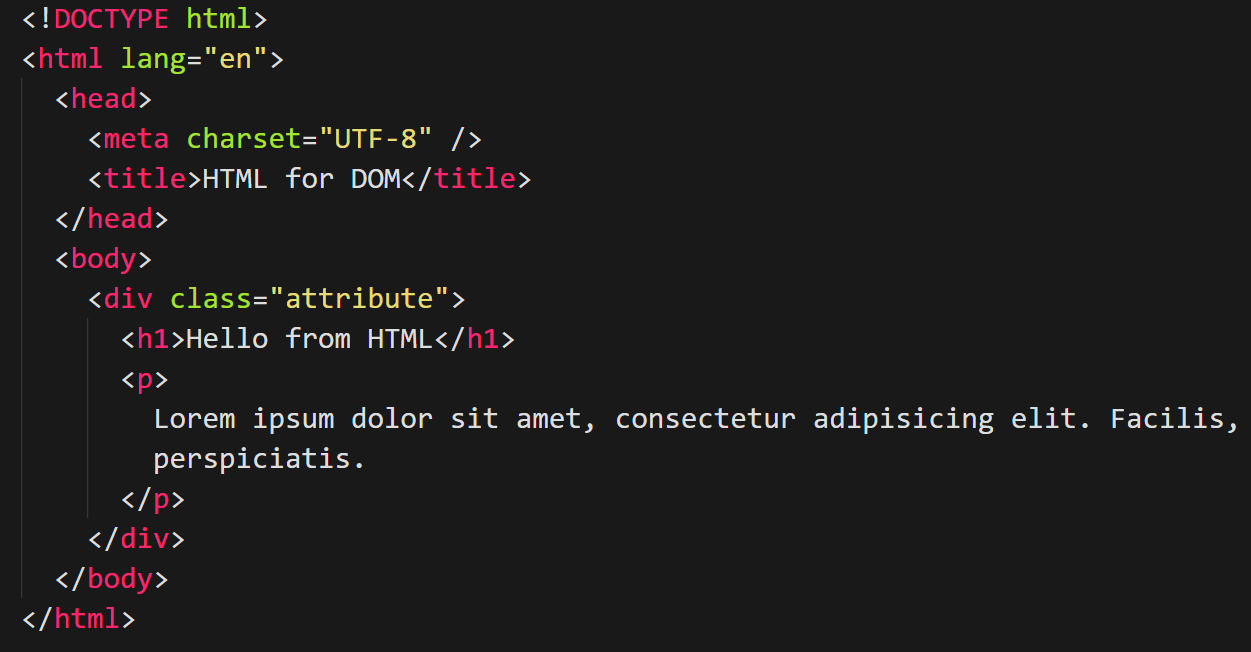 <!DOCTYPE html>
<html lang="en">
  <head>
    <meta charset="UTF-8" />
    <title>HTML for DOM</title>
  </head>
  <body>
    <div class="attribute">
      <h1>Hello from HTML</h1>
      <p>
        Lorem ipsum dolor sit amet, consectetur adipisicing elit. Facilis,
        perspiciatis.
      </p>
    </div>
  </body>
</html>